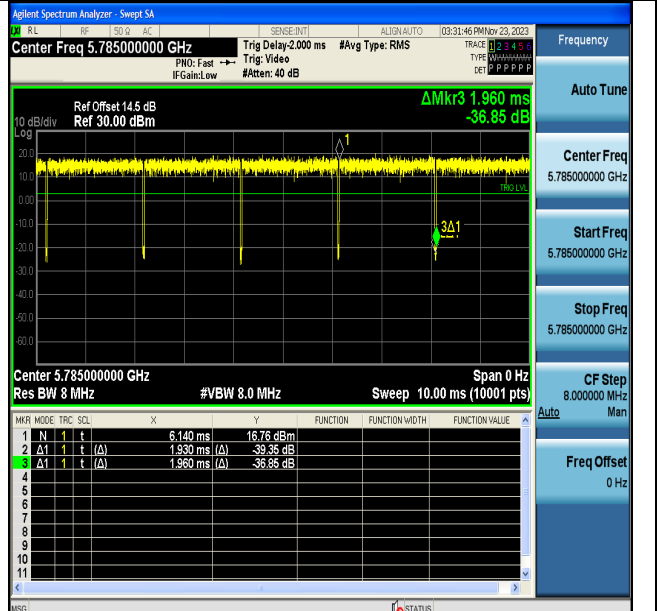 Agilent Spectrum Analyzer - Swept SA
RL RF 50 Ω AC SENSE:INT ALIGN AUTO 03:31:46 PM Nov 23, 2023
Center Freq 5.785000000 GHz
Trig Delay-2.000 ms #Avg Type: RMS
TRACE 1 2 3 4 5 6
PNO: Fast Trig: Video
TYPE
IFGain:Low #Atten: 40 dB
DET P P P P P P
Frequency
Auto Tune
Center Freq
5.785000000 GHz
Start Freq
5.785000000 GHz
Stop Freq
5.785000000 GHz
CF Step
8.000000 MHz
Auto Man
Freq Offset
0 Hz
ΔMkr3 1.960 ms
-36.85 dB
Ref Offset 14.5 dB
10 dB/div Ref 30.00 dBm
Log
1
20.0
10.0
TRIG LVL
0.00
-10.0
3Δ1
-20.0
-30.0
-40.0
-50.0
-60.0
Center 5.785000000 GHz Span 0 Hz
Res BW 8 MHz #VBW 8.0 MHz Sweep 10.00 ms (10001 pts)
MKR MODE TRC SCL X Y FUNCTION FUNCTION WIDTH FUNCTION VALUE
1 N 1 t 6.140 ms 16.76 dBm
2 Δ1 1 t (Δ) 1.930 ms (Δ) -39.35 dB
3 Δ1 1 t (Δ) 1.960 ms (Δ) -36.85 dB
4
5
6
7
8
9
10
11
MSG STATUS